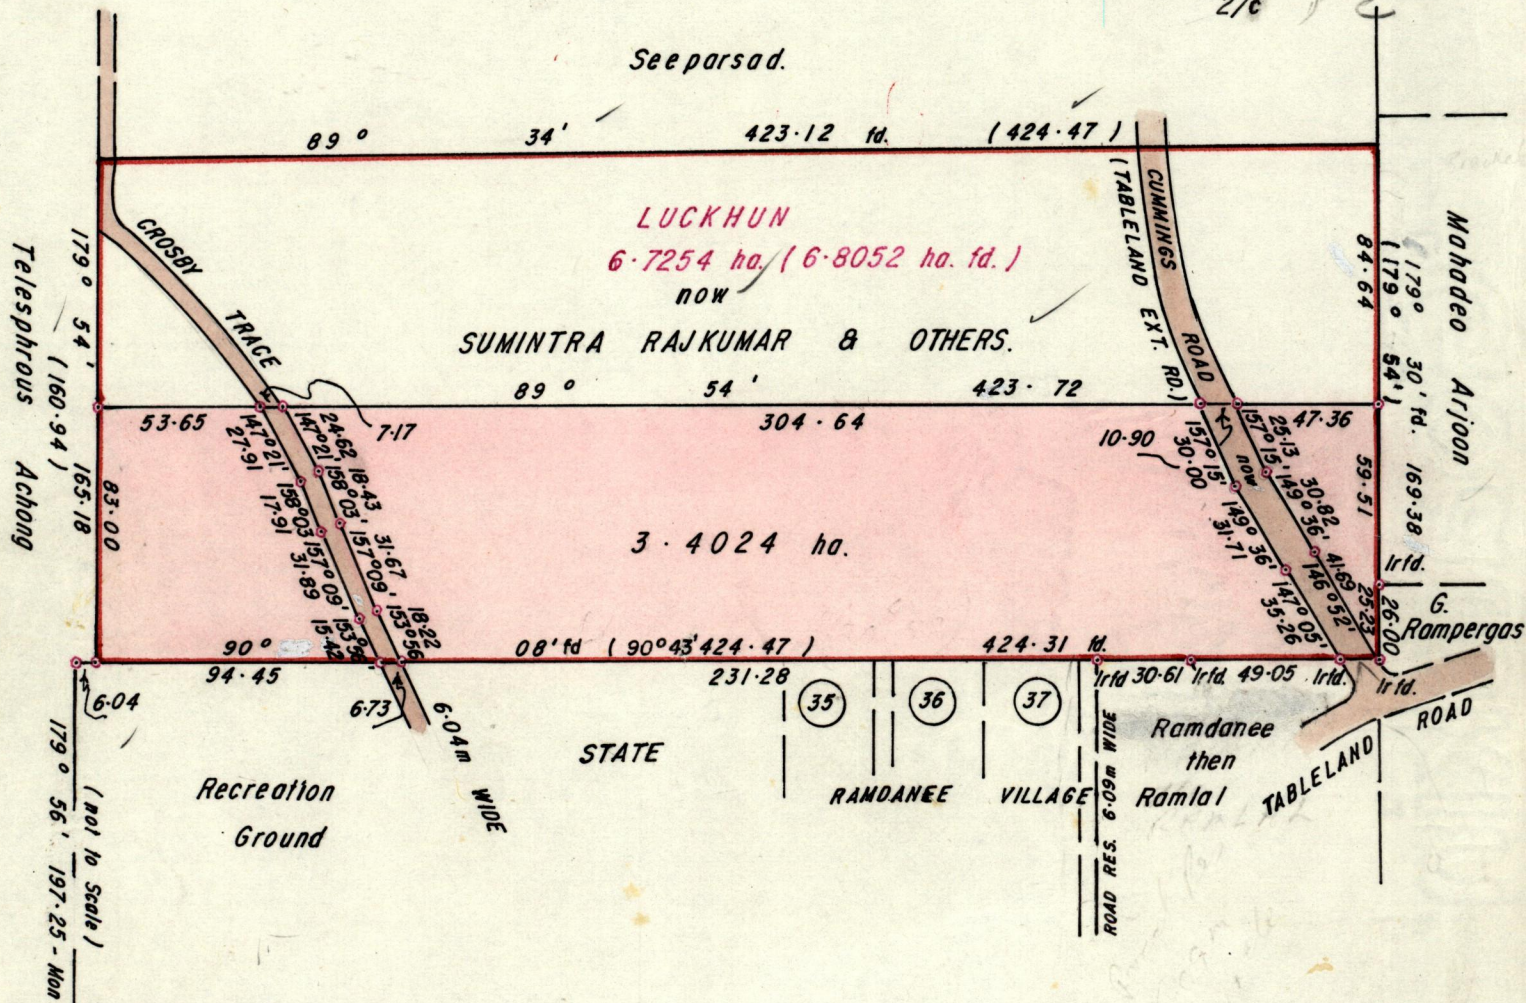 2/c
Seeparsad.
89° 34' 423·12 fd. (424·47)
LUCKHUN
6·7254 ha. (6·8052 ha. fd.)
now
SUMINTRA RAJKUMAR & OTHERS.
89° 54' 423·72
CROSBY TRACE
CUMMINGS ROAD
(TABLELAND EXT. RD.)
now
Telesphrous Achong
179° 54' 165·18
(160·94)
83·00
Mahadeo Arjoon
179° 30' fd. 169·38
(179° 54')
84·64
59·51
53·65
7·17
304·64
10·90
47·36
147°21'
27·91
158°03'
17·91
157°09'
31·89
153°56'
15·42
24·62
147°21'
18·43
158°03'
31·67
157°09'
18·22
153°56'
157°15'
30·00
149°36'
31·71
147°05'
35·26
25·13
157°15'
30·82
149°36'
41·69
146°52'
25·23
26·00
Irfd.
G. Rampergas
3·4024 ha.
90° 08' fd (90°43' 424·47) 424·31 fd.
94·45
231·28
Irfd 30·61 Irfd. 49·05 Irfd.
Irfd.
6·04
6·73
6·04m WIDE
35
36
37
STATE
RAMDANEE VILLAGE
Recreation
Ground
ROAD RES. 6·09m WIDE
Ramdanee
then
Ramlal
TABLELAND ROAD
179° 56' 197·25 - Mon
(not to Scale)